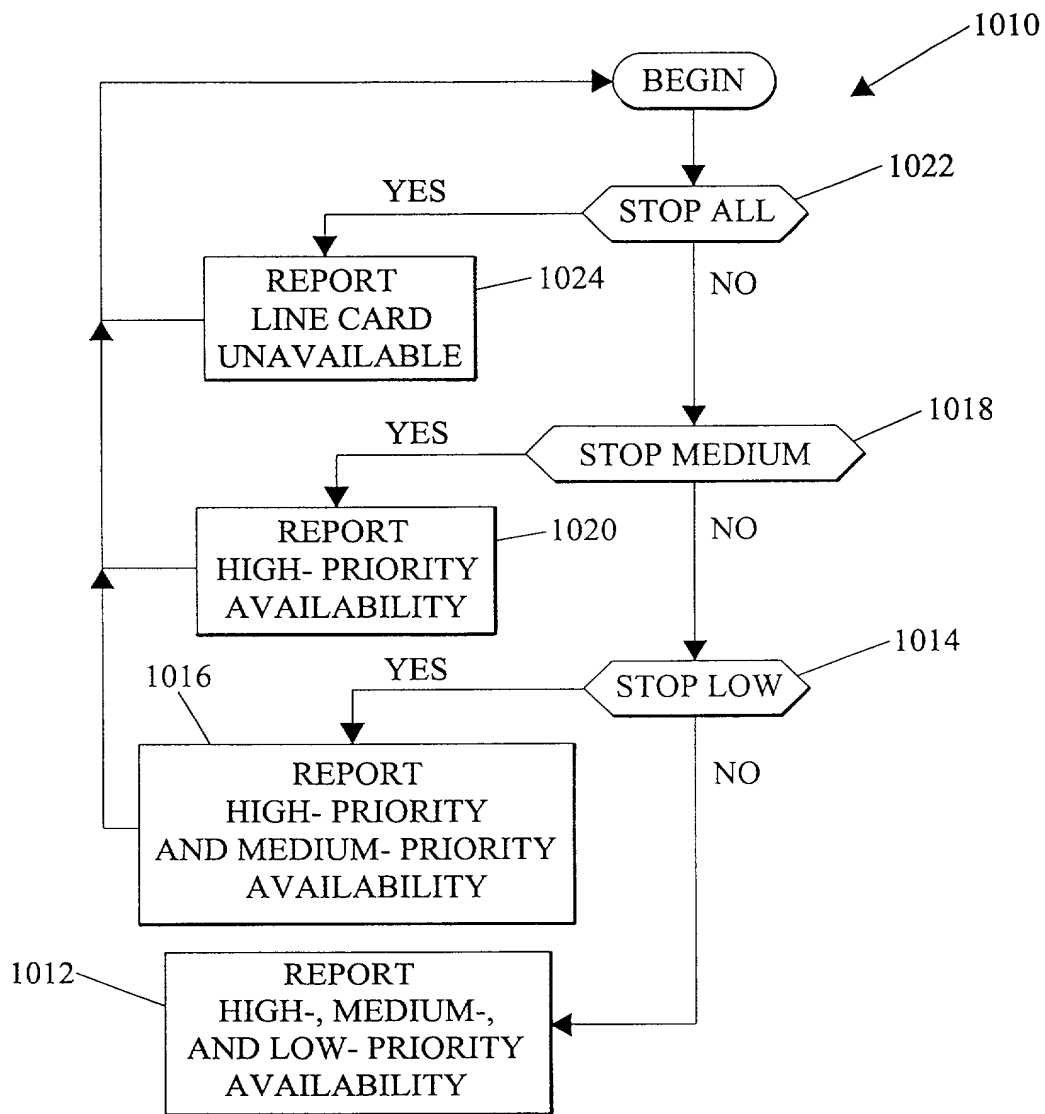 1010
BEGIN
1022
YES
STOP ALL
REPORT
LINE CARD
UNAVAILABLE
1024
NO
1018
YES
STOP MEDIUM
REPORT
HIGH- PRIORITY
AVAILABILITY
1020
NO
1014
1016
YES
STOP LOW
REPORT
HIGH- PRIORITY
AND MEDIUM- PRIORITY
AVAILABILITY
NO
1012
REPORT
HIGH-, MEDIUM-,
AND LOW- PRIORITY
AVAILABILITY